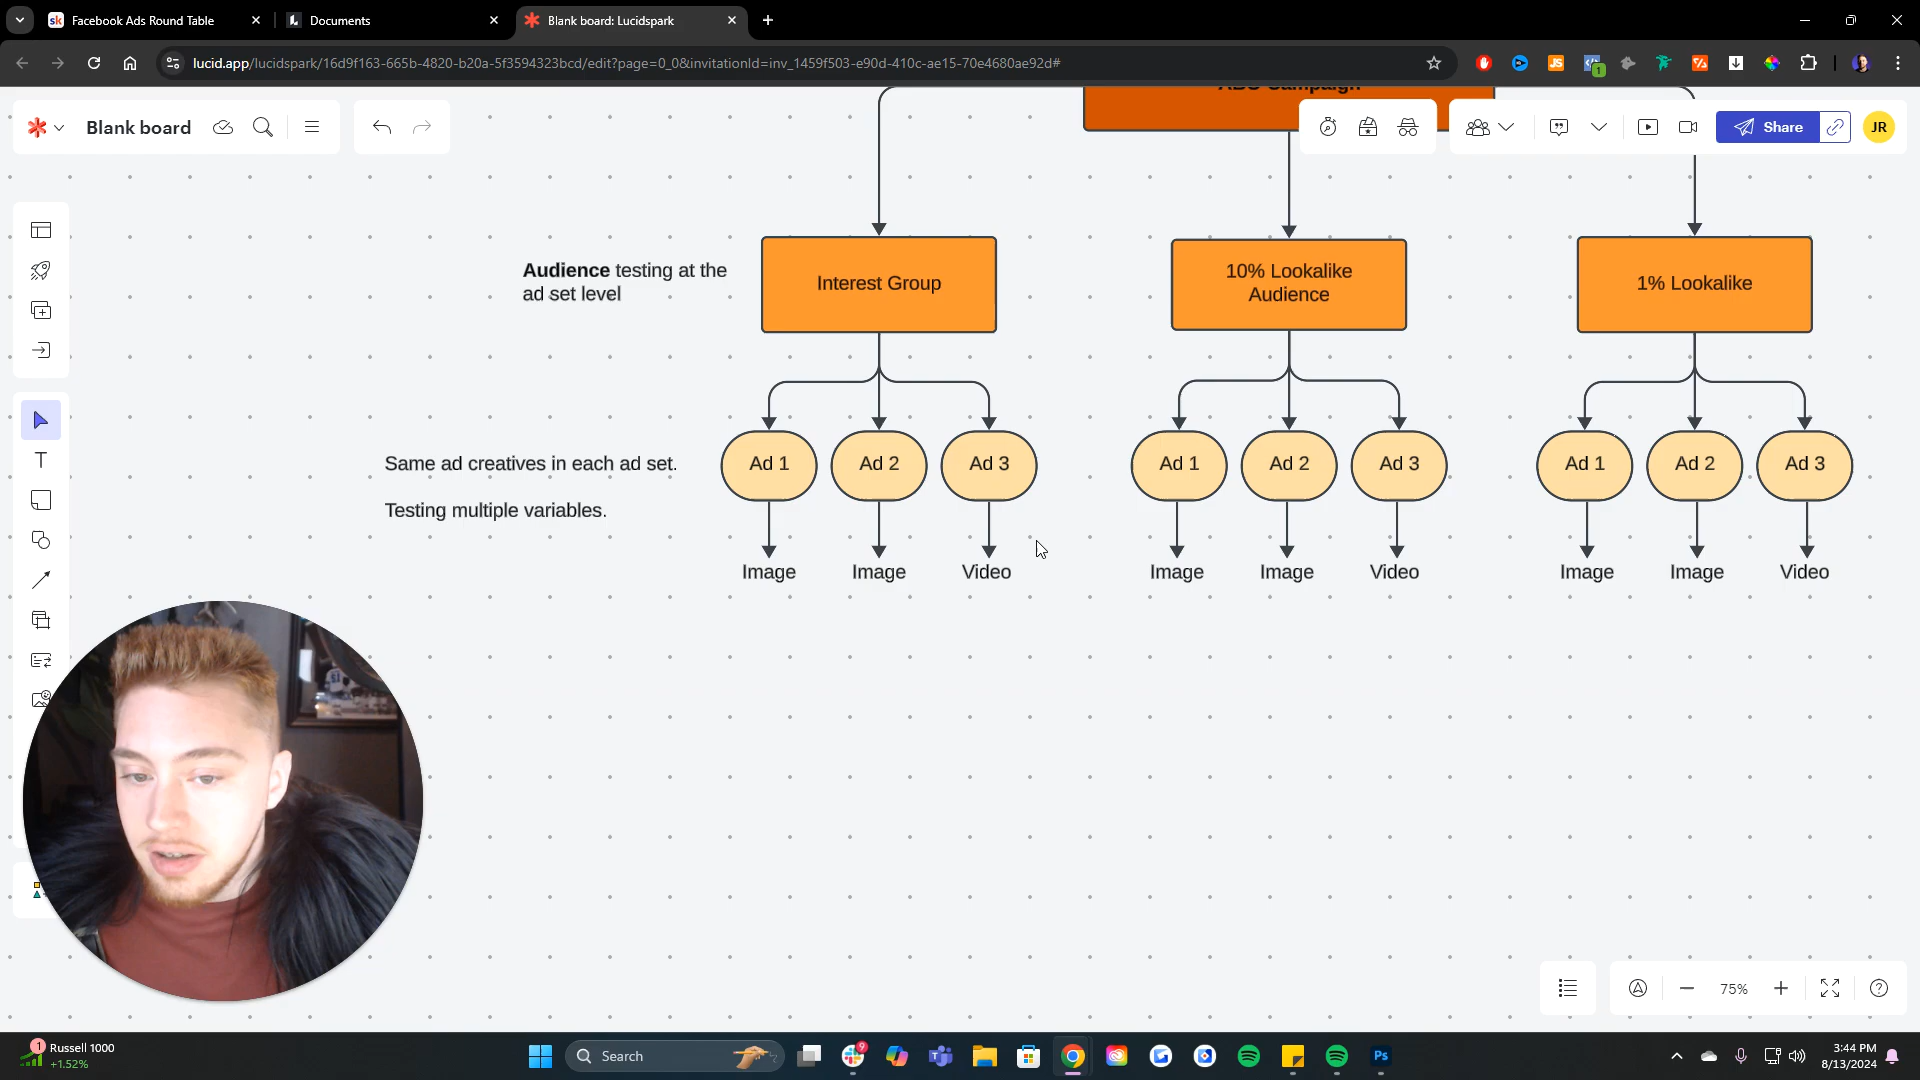 Facebook Ads Round Table
Documents
Blank board: Lucidspark
lucid.app/lucidspark/16d9f163-665b-4820-b20a-5f3594323bcd/edit?page=0_0&invitationId=inv_1459f503-e90d-410c-ae15-70e4680ae92d#
Blank board
Share
JR
Campaign
Audience testing at the
ad set level
Interest Group
10% Lookalike
Audience
1% Lookalike
Same ad creatives in each ad set.
Testing multiple variables.
Ad 1
Ad 2
Ad 3
Ad 1
Ad 2
Ad 3
Ad 1
Ad 2
Ad 3
Image
Image
Video
Image
Image
Video
Image
Image
Video
75%
Russell 1000
+1.52%
Search
3:44 PM
8/13/2024